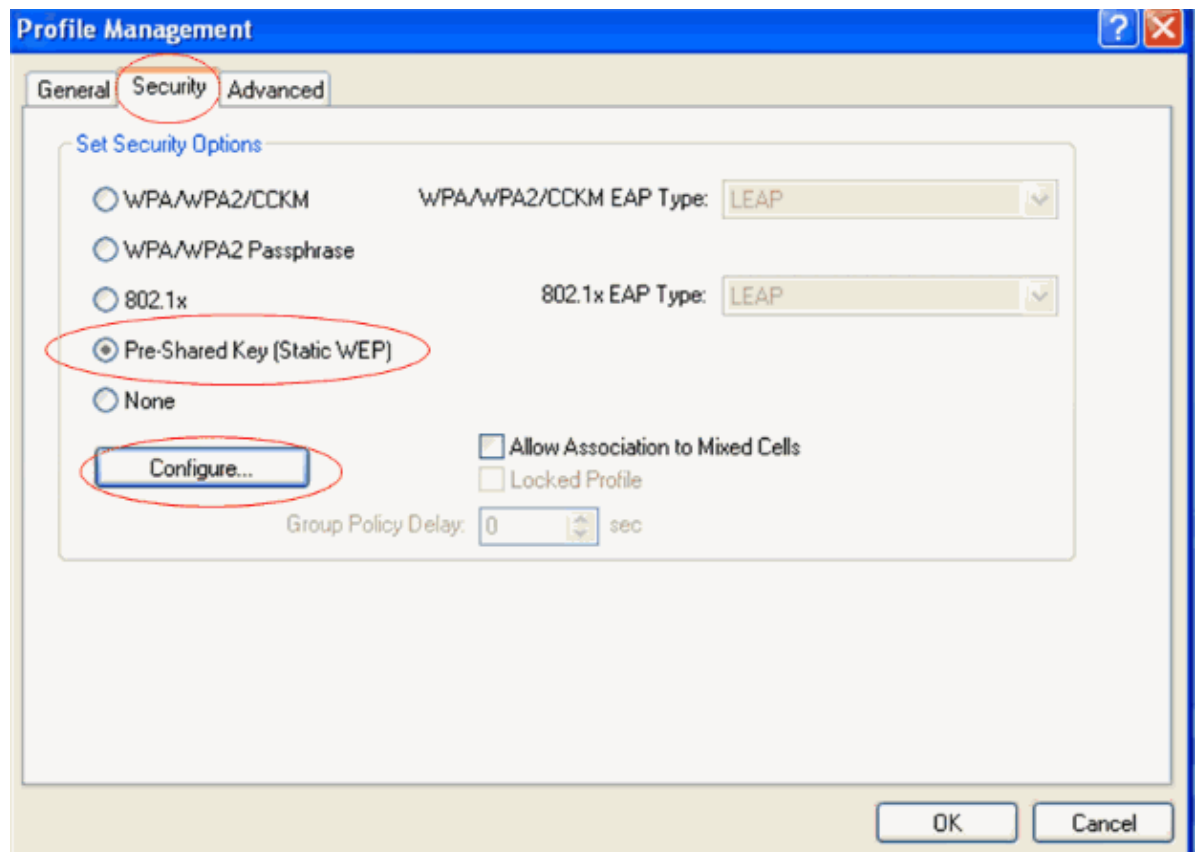 Profile Management
General Security Advanced
Set Security Options
WPA/WPA2/CCKM WPA/WPA2/CCKM EAP Type: LEAP
WPA/WPA2 Passphrase
802.1x 802.1x EAP Type: LEAP
Pre-Shared Key (Static WEP)
None
Allow Association to Mixed Cells
Configure...
Locked Profile
Group Policy Delay: 0 sec
OK Cancel